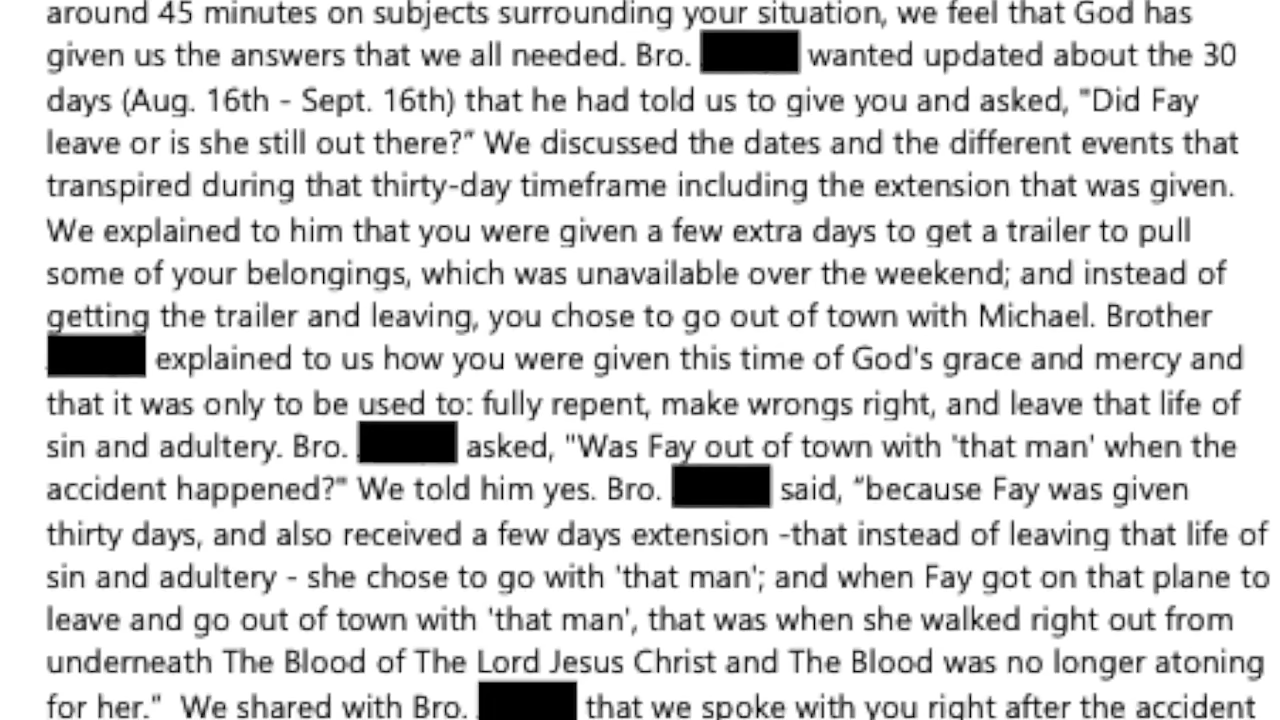 around 45 minutes on subjects surrounding your situation, we feel that God has
given us the answers that we all needed. Bro. wanted updated about the 30
days (Aug. 16th - Sept. 16th) that he had told us to give you and asked, "Did Fay
leave or is she still out there?” We discussed the dates and the different events that
transpired during that thirty-day timeframe including the extension that was given.
We explained to him that you were given a few extra days to get a trailer to pull
some of your belongings, which was unavailable over the weekend; and instead of
getting the trailer and leaving, you chose to go out of town with Michael. Brother
explained to us how you were given this time of God's grace and mercy and
that it was only to be used to: fully repent, make wrongs right, and leave that life of
sin and adultery. Bro. asked, "Was Fay out of town with 'that man' when the
accident happened?" We told him yes. Bro. said, “because Fay was given
thirty days, and also received a few days extension -that instead of leaving that life of
sin and adultery - she chose to go with 'that man'; and when Fay got on that plane to
leave and go out of town with 'that man', that was when she walked right out from
underneath The Blood of The Lord Jesus Christ and The Blood was no longer atoning
for her.” We shared with Bro. that we spoke with you right after the accident